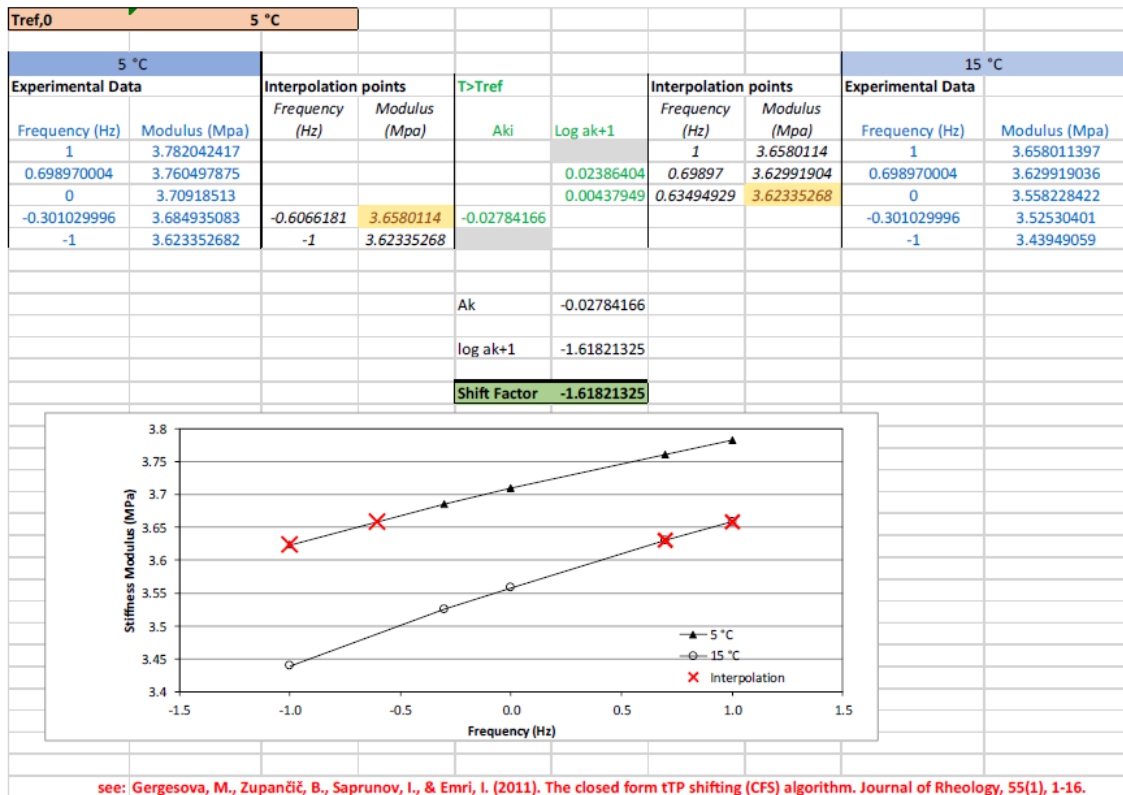 Tref,0 5 °C
5 °C 15 °C
Experimental Data Interpolation points T>Tref Interpolation points Experimental Data
Frequency Modulus Frequency Modulus
Frequency (Hz) Modulus (Mpa) (Hz) (Mpa) Aki Log ak+1 (Hz) (Mpa) Frequency (Hz) Modulus (Mpa)
1 3.782042417 1 3.6580114 1 3.658011397
0.698970004 3.760497875 0.02386404 0.69897 3.62991904 0.698970004 3.629919036
0 3.70918513 0.00437949 0.63494929 3.62335268 0 3.558228422
-0.301029996 3.684935083 -0.6066181 3.6580114 -0.02784166 -0.301029996 3.52530401
-1 3.623352682 -1 3.62335268 -1 3.43949059
Ak -0.02784166
log ak+1 -1.61821325
Shift Factor -1.61821325
3.8
3.75
3.7
3.65
3.6
3.55
3.5
3.45
3.4
Stiffness Modulus (MPa)
5 °C
15 °C
Interpolation
-1.5 -1.0 -0.5 0.0 0.5 1.0 1.5
Frequency (Hz)
see: Gergesova, M., Zupančič, B., Saprunov, I., & Emri, I. (2011). The closed form tTP shifting (CFS) algorithm. Journal of Rheology, 55(1), 1-16.